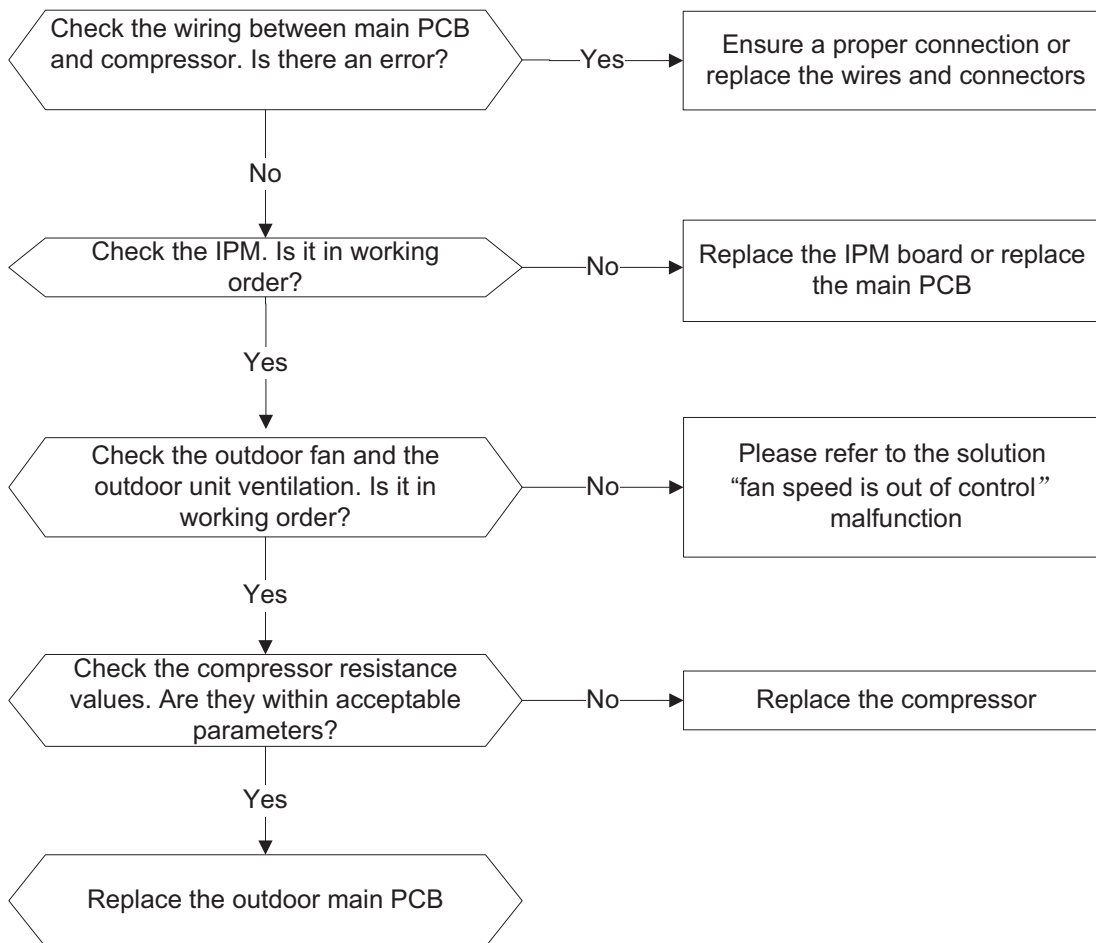 Check the wiring between main PCB
and compressor. Is there an error?
Yes
Ensure a proper connection or
replace the wires and connectors
No
Check the IPM. Is it in working
order?
No
Replace the IPM board or replace
the main PCB
Yes
Check the outdoor fan and the
outdoor unit ventilation. Is it in
working order?
No
Please refer to the solution
“fan speed is out of control”
malfunction
Yes
Check the compressor resistance
values. Are they within acceptable
parameters?
No
Replace the compressor
Yes
Replace the outdoor main PCB